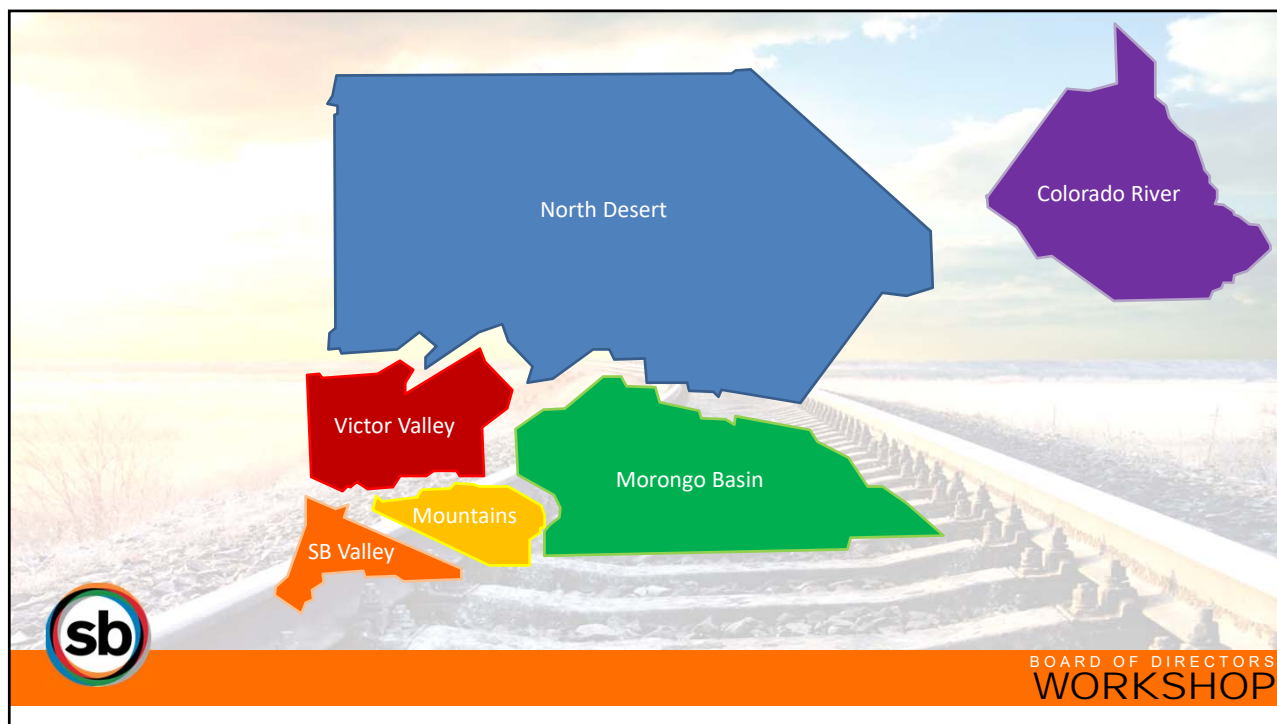 North Desert
Colorado River
Victor Valley
Morongo Basin
Mountains
SB Valley
sb
BOARD OF DIRECTORS
WORKSHOP